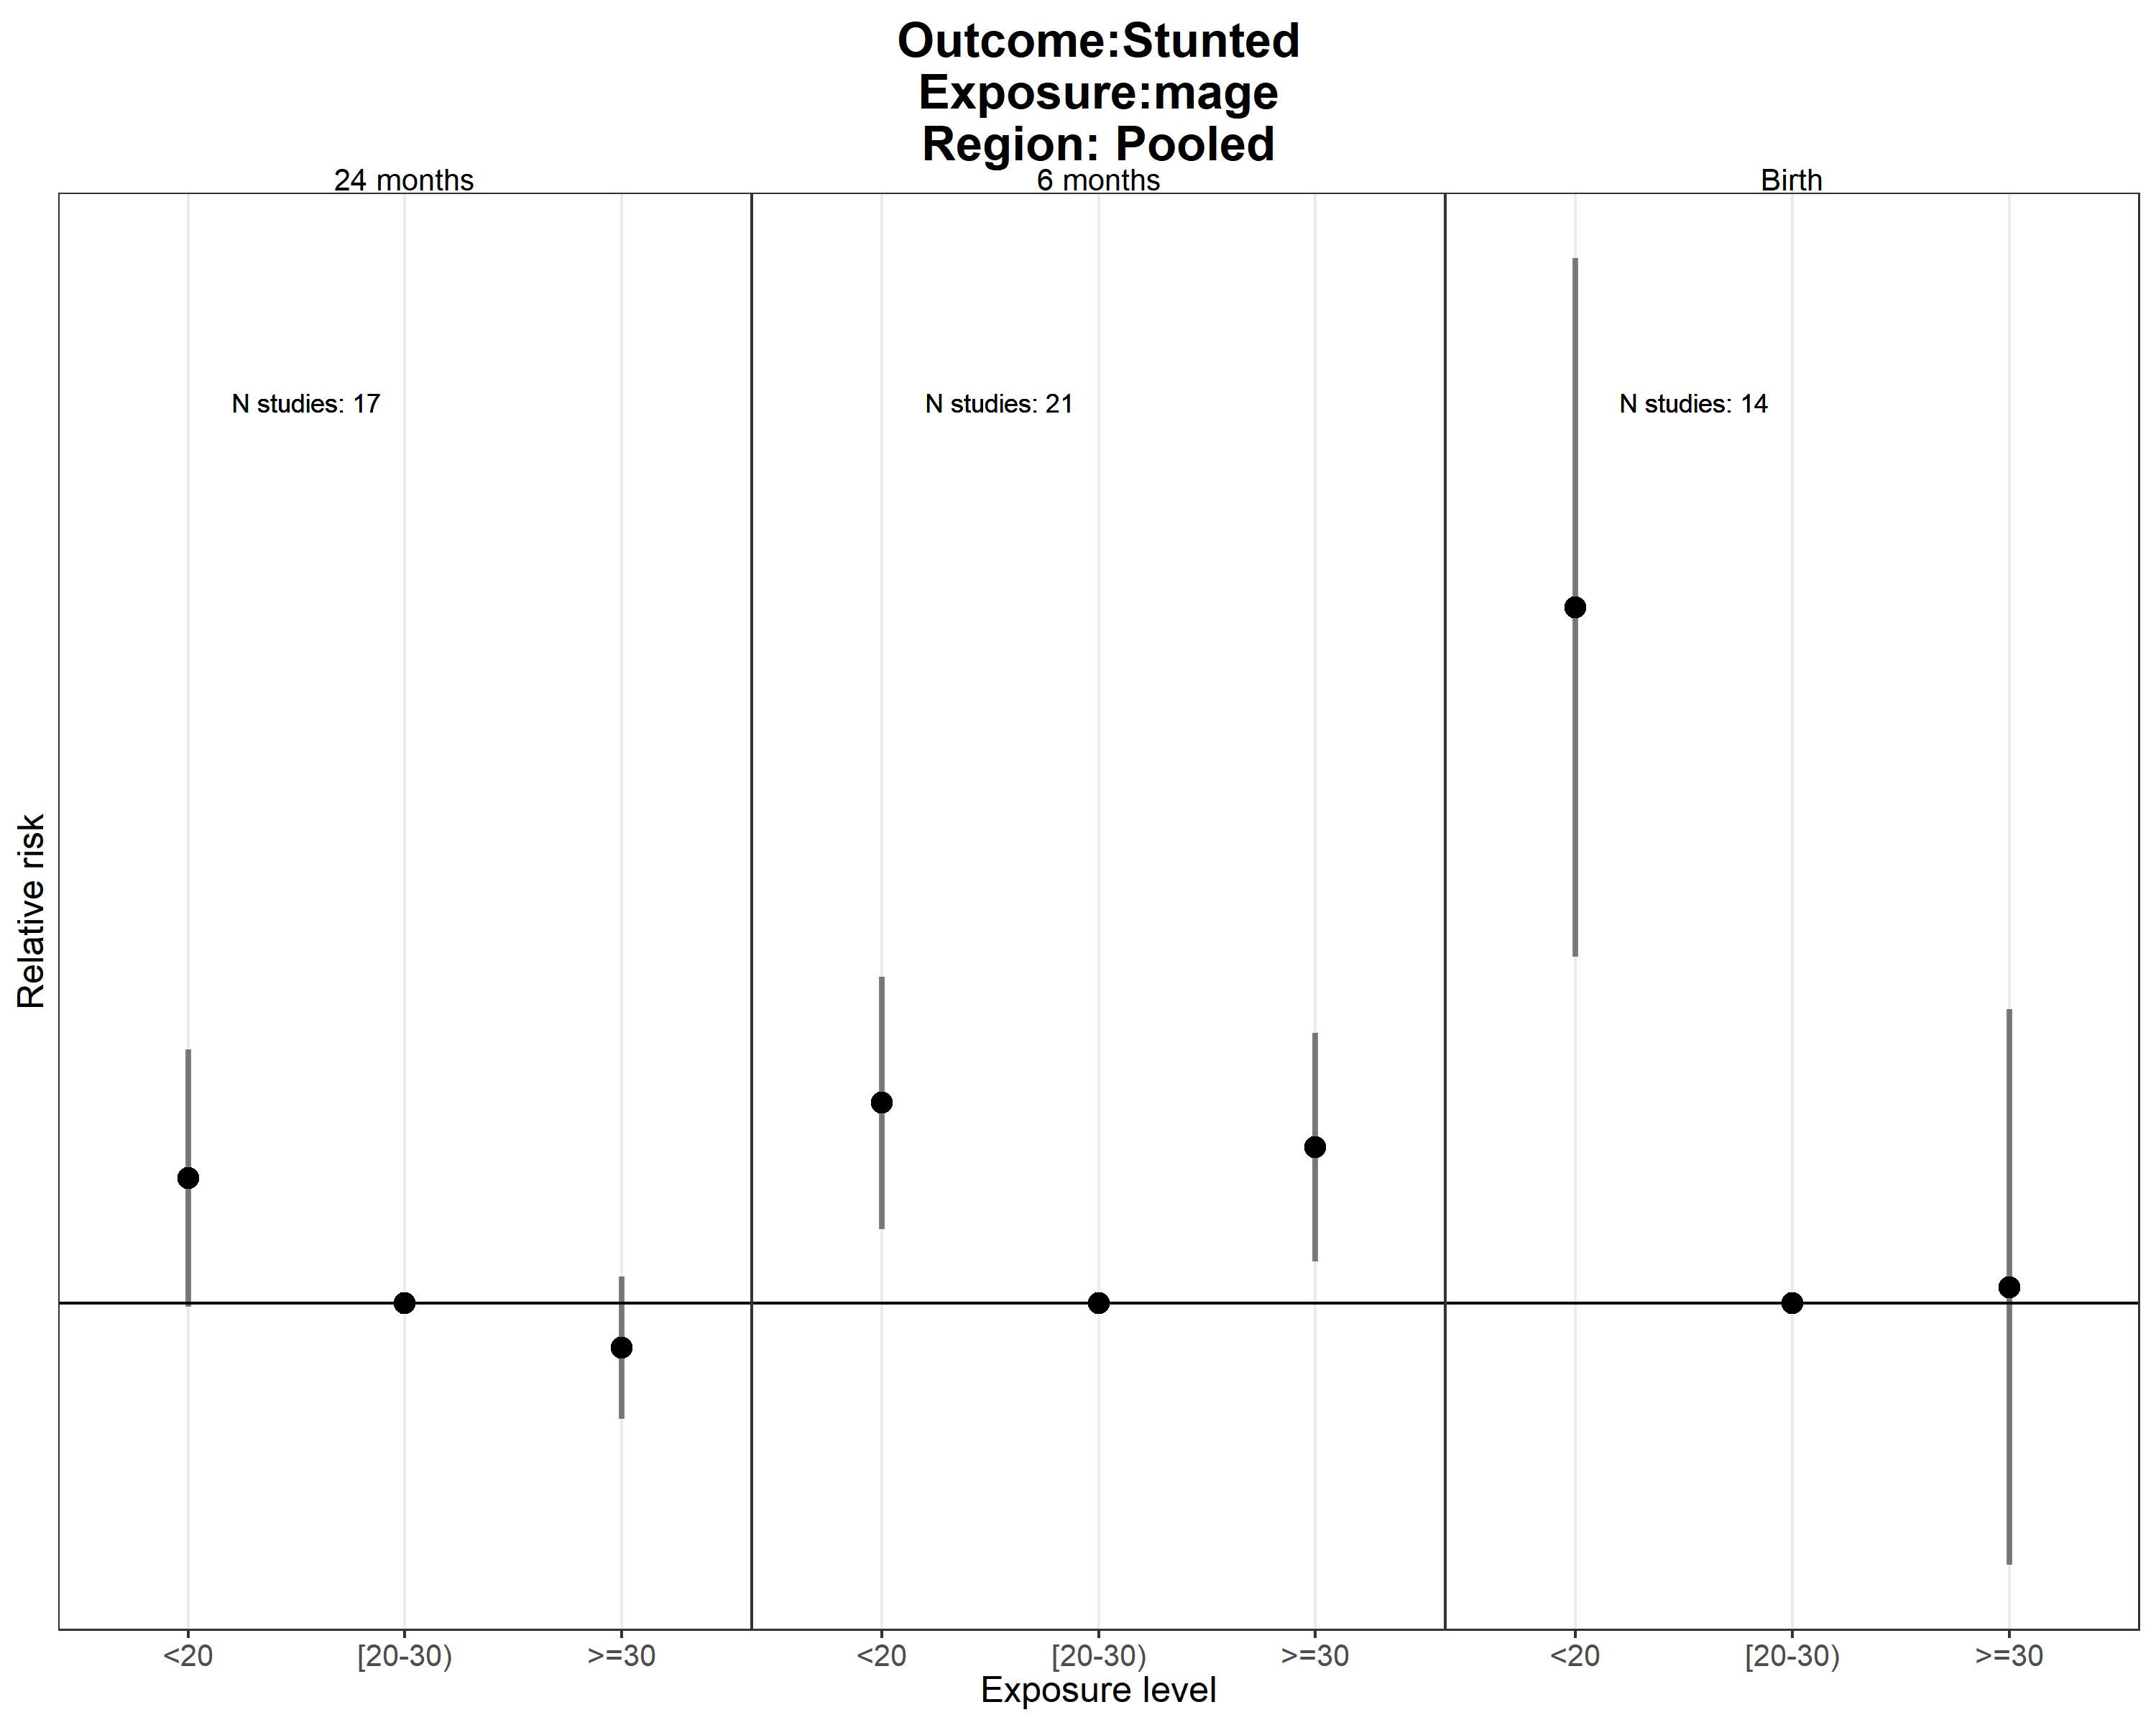 Outcome:Stunted
Exposure:mage
Region: Pooled
24 months
6 months
Birth
N studies: 17
N studies: 21
N studies: 14
Relative risk
<20
[20-30)
>=30
<20
[20-30)
>=30
<20
[20-30)
>=30
Exposure level